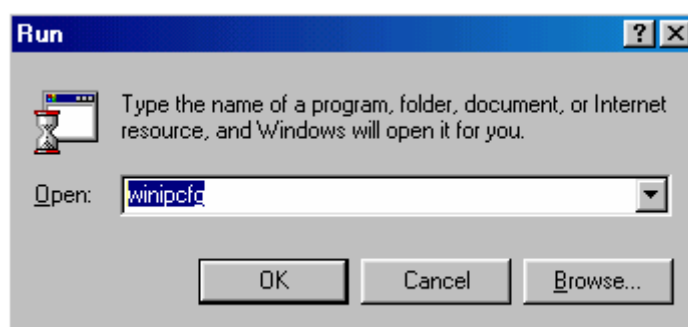 Run
Type the name of a program, folder, document, or Internet
resource, and Windows will open it for you.
Open: winipcfg
OK Cancel Browse...